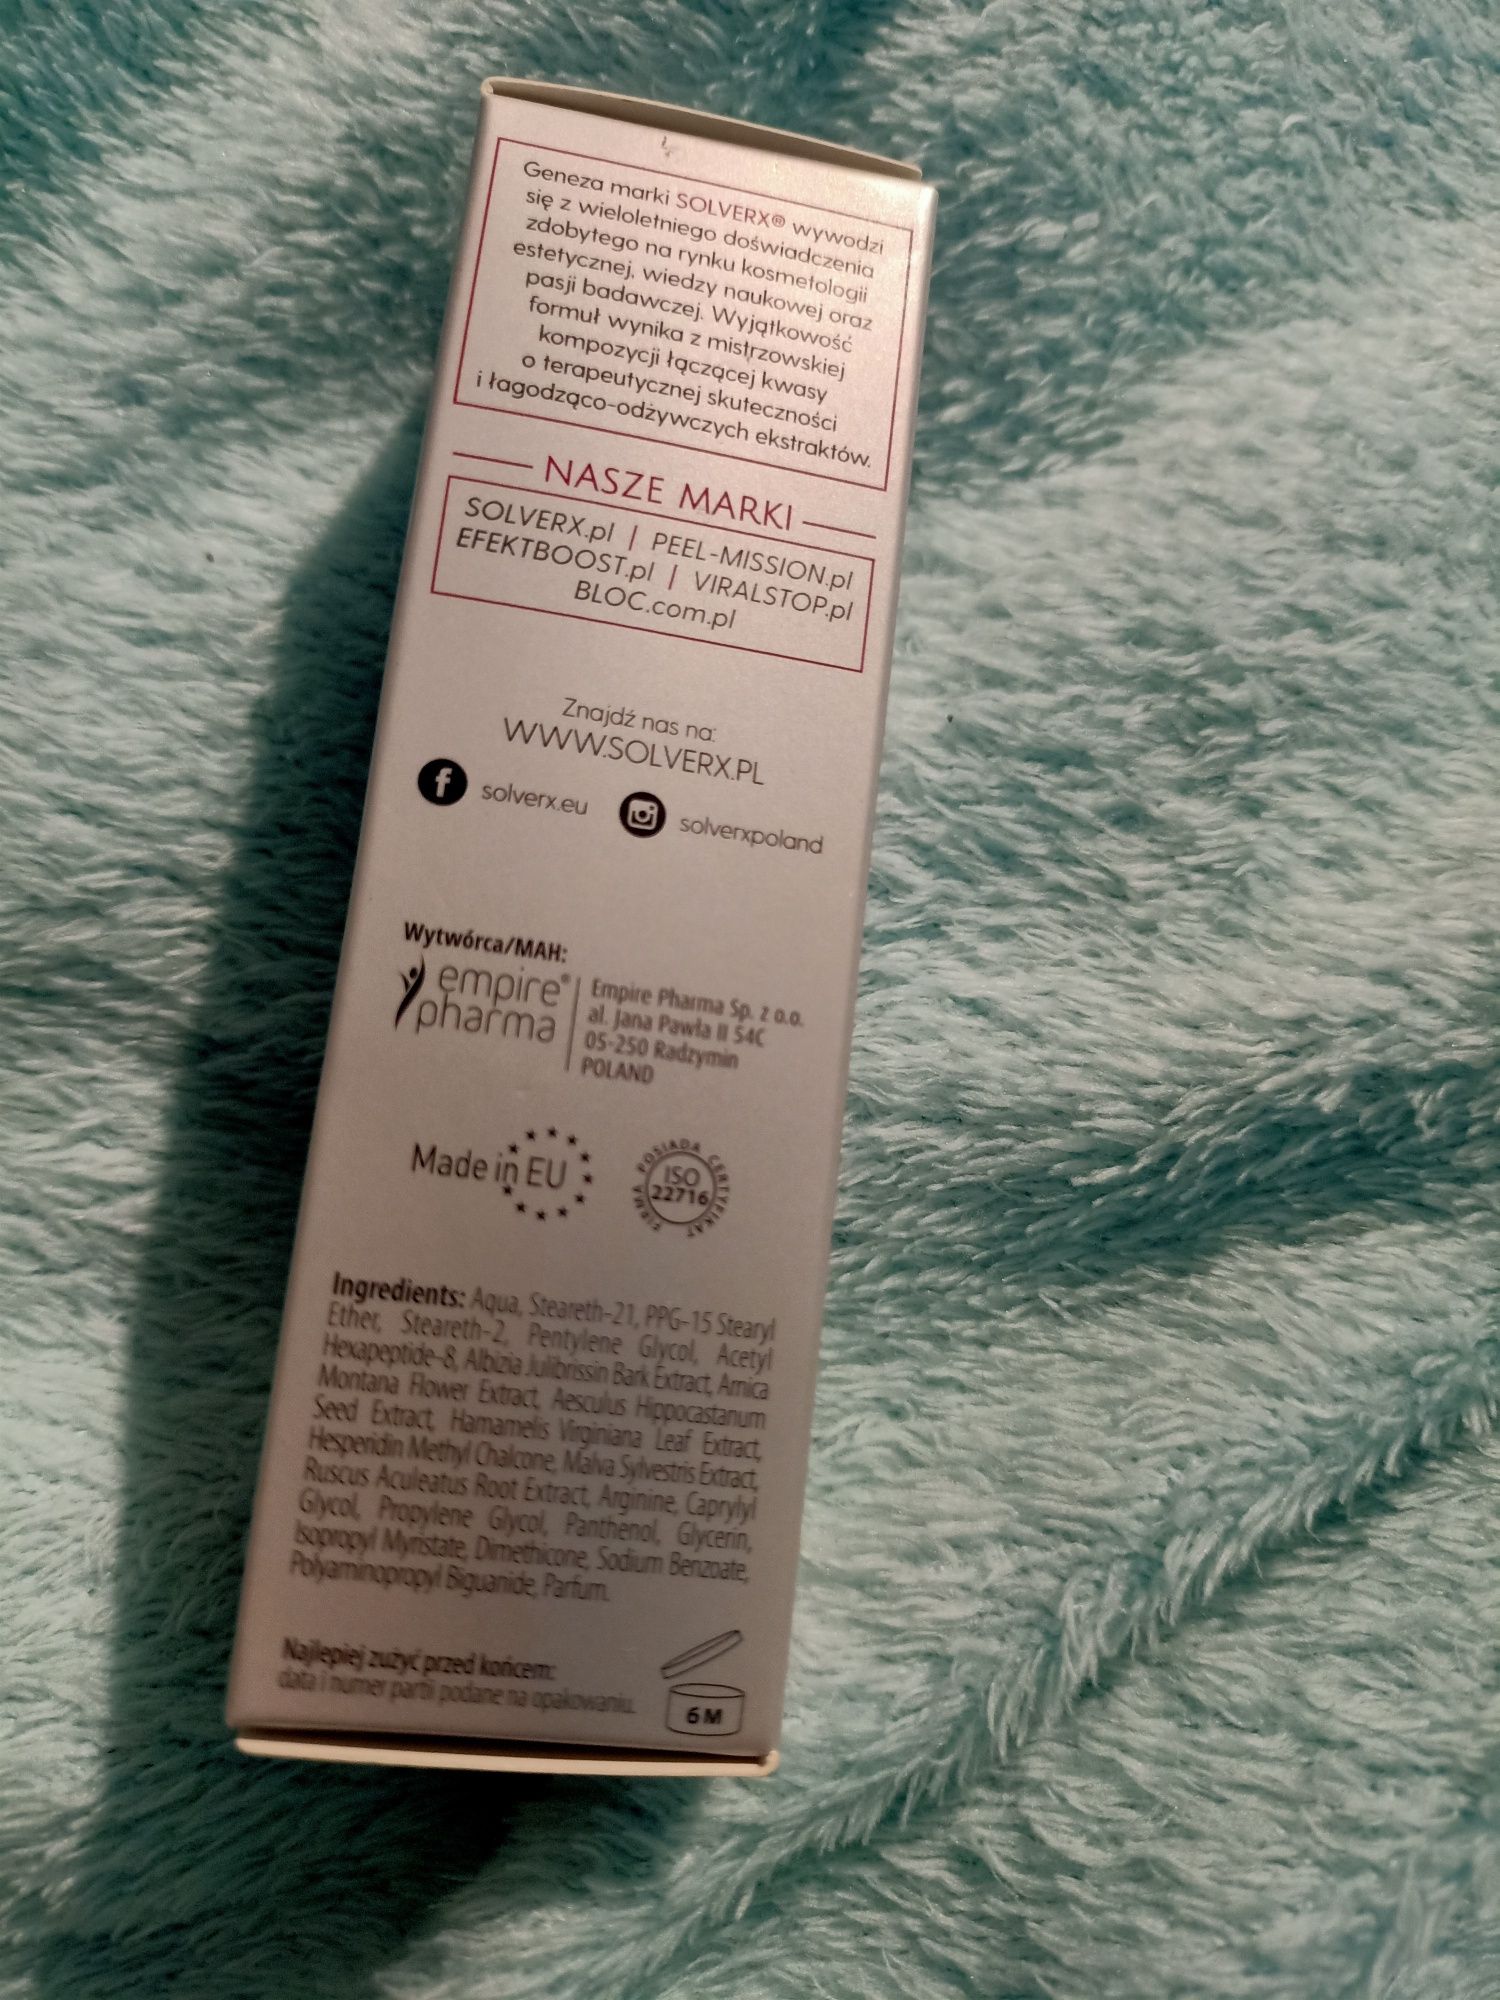 Geneza marki SOLVERX® wywodzi
się z wieloletniego doświadczenia
zdobytego na rynku kosmetologii
estetycznej, wiedzy naukowej oraz
pasji badawczej. Wyjątkowość
formuł wynika z mistrzowskiej
kompozycji łączącej kwasy
o terapeutycznej skuteczności
i łagodząco-odżywczych ekstraktów.
NASZE MARKI
SOLVERX.pl | PEEL-MISSION.pl
EFEKTBOOST.pl | VIRALSTOP.pl
BLOC.com.pl
Znajdź nas na:
WWW.SOLVERX.PL
solverx.eu solverxpoland
Wytwórca/MAH:
empire®
pharma
Empire Pharma Sp. z o.o.
al. Jana Pawła II 54C
05-250 Radzymin
POLAND
Made in EU
FIRMA POSIADA CERTYFIKAT
ISO
22716
Ingredients: Aqua, Steareth-21, PPG-15 Stearyl
Ether, Steareth-2, Pentylene Glycol, Acetyl
Hexapeptide-8, Albizia Julibrissin Bark Extract, Arnica
Montana Flower Extract, Aesculus Hippocastanum
Seed Extract, Hamamelis Virginiana Leaf Extract,
Hesperidin Methyl Chalcone, Malva Sylvestris Extract,
Ruscus Aculeatus Root Extract, Arginine, Caprylyl
Glycol, Propylene Glycol, Panthenol, Glycerin,
Isopropyl Myristate, Dimethicone, Sodium Benzoate,
Polyaminopropyl Biguanide, Parfum.
Najlepiej zużyć przed końcem:
data i numer partii podane na opakowaniu.
6 M